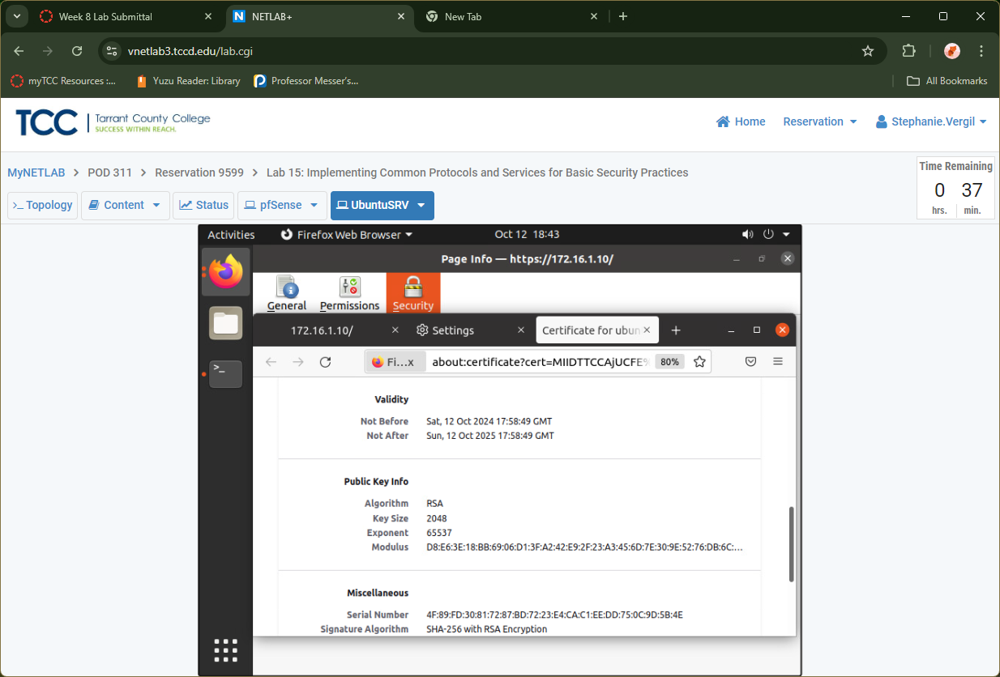 Week 8 Lab Submittal
NETLAB+
New Tab
vnetlab3.tccd.edu/lab.cgi
myTCC Resources :...
Yuzu Reader: Library
Professor Messer's...
All Bookmarks
TCC
Tarrant County College
SUCCESS WITHIN REACH.
Home
Reservation
Stephanie.Vergil
MyNETLAB > POD 311 > Reservation 9599 > Lab 15: Implementing Common Protocols and Services for Basic Security Practices
Time Remaining
0 37
hrs. min.
>_ Topology
Content
Status
pfSense
UbuntuSRV
Activities
Firefox Web Browser
Oct 12 18:43
Page Info — https://172.16.1.10/
General
Permissions
Security
172.16.1.10/
Settings
Certificate for ubun
Fi...x
about:certificate?cert=MIIDTTCCAjUCFE%
80%
Validity
Not Before Sat, 12 Oct 2024 17:58:49 GMT
Not After Sun, 12 Oct 2025 17:58:49 GMT
Public Key Info
Algorithm RSA
Key Size 2048
Exponent 65537
Modulus D8:E6:3E:18:BB:69:06:D1:3F:A2:42:E9:2F:23:A3:45:6D:7E:30:9E:52:76:DB:6C:...
Miscellaneous
Serial Number 4F:89:FD:30:81:72:87:BD:72:23:E4:CA:C1:EE:DD:75:0C:9D:5B:4E
Signature Algorithm SHA-256 with RSA Encryption